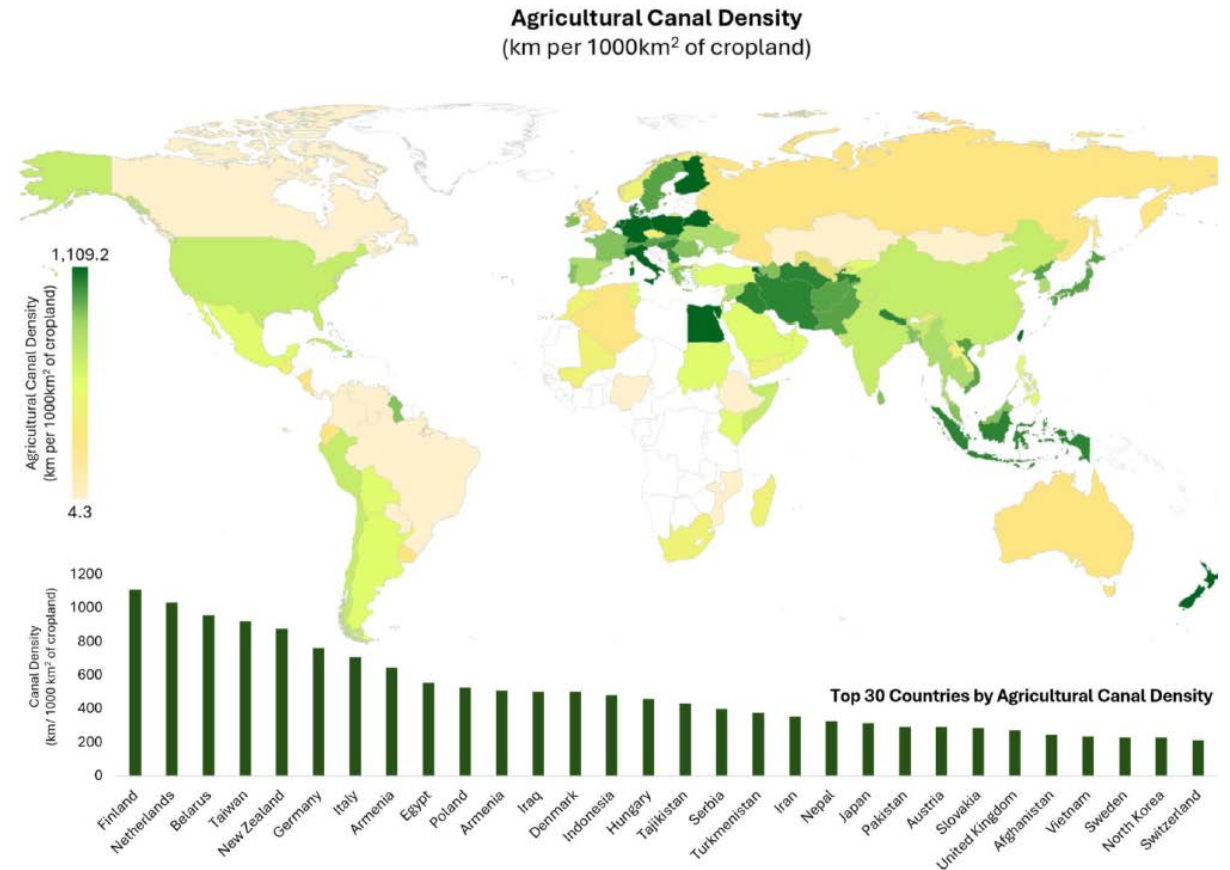 Agricultural Canal Density
(km per 1000km² of cropland)
1,109.2
Agricultural Canal Density
(km per 1000km² of cropland)
4.3
1200
1000
800
600
400
200
0
Canal Density
(km/ 1000 km² of cropland)
Top 30 Countries by Agricultural Canal Density
Finland
Netherlands
Belarus
Taiwan
New Zealand
Germany
Italy
Armenia
Egypt
Poland
Armenia
Iraq
Denmark
Indonesia
Hungary
Tajikistan
Serbia
Turkmenistan
Iran
Nepal
Japan
Pakistan
Austria
Slovakia
United Kingdom
Afghanistan
Vietnam
Sweden
North Korea
Switzerland